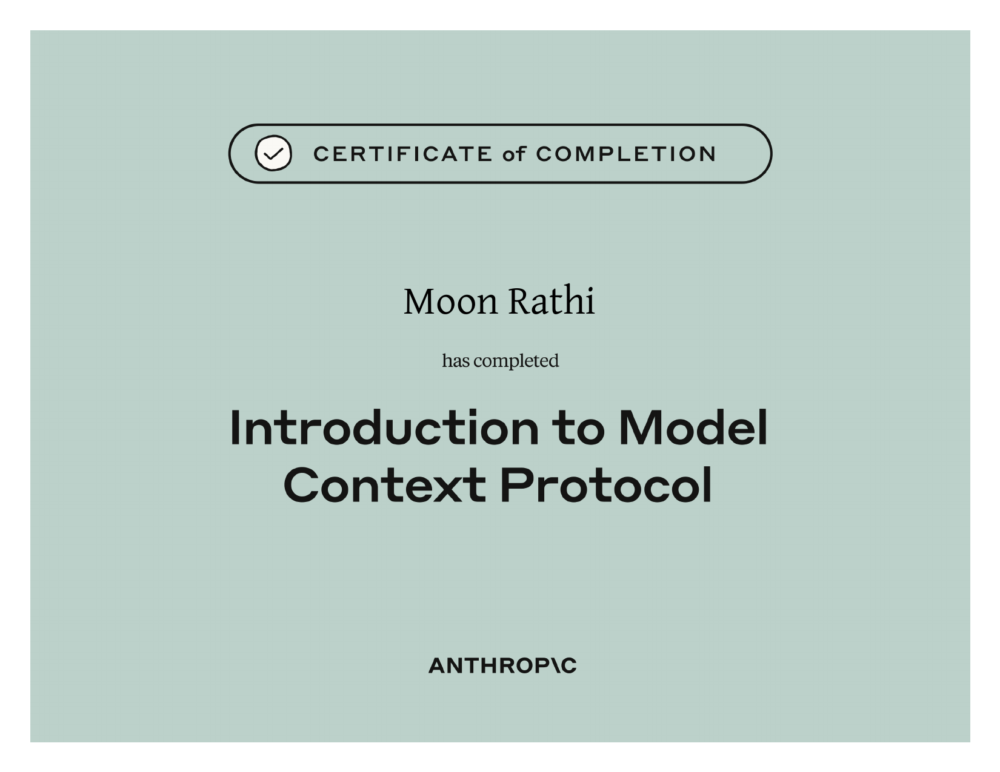 CERTIFICATE of COMPLETION
Moon Rathi
has completed
Introduction to Model
Context Protocol
ANTHROP\C